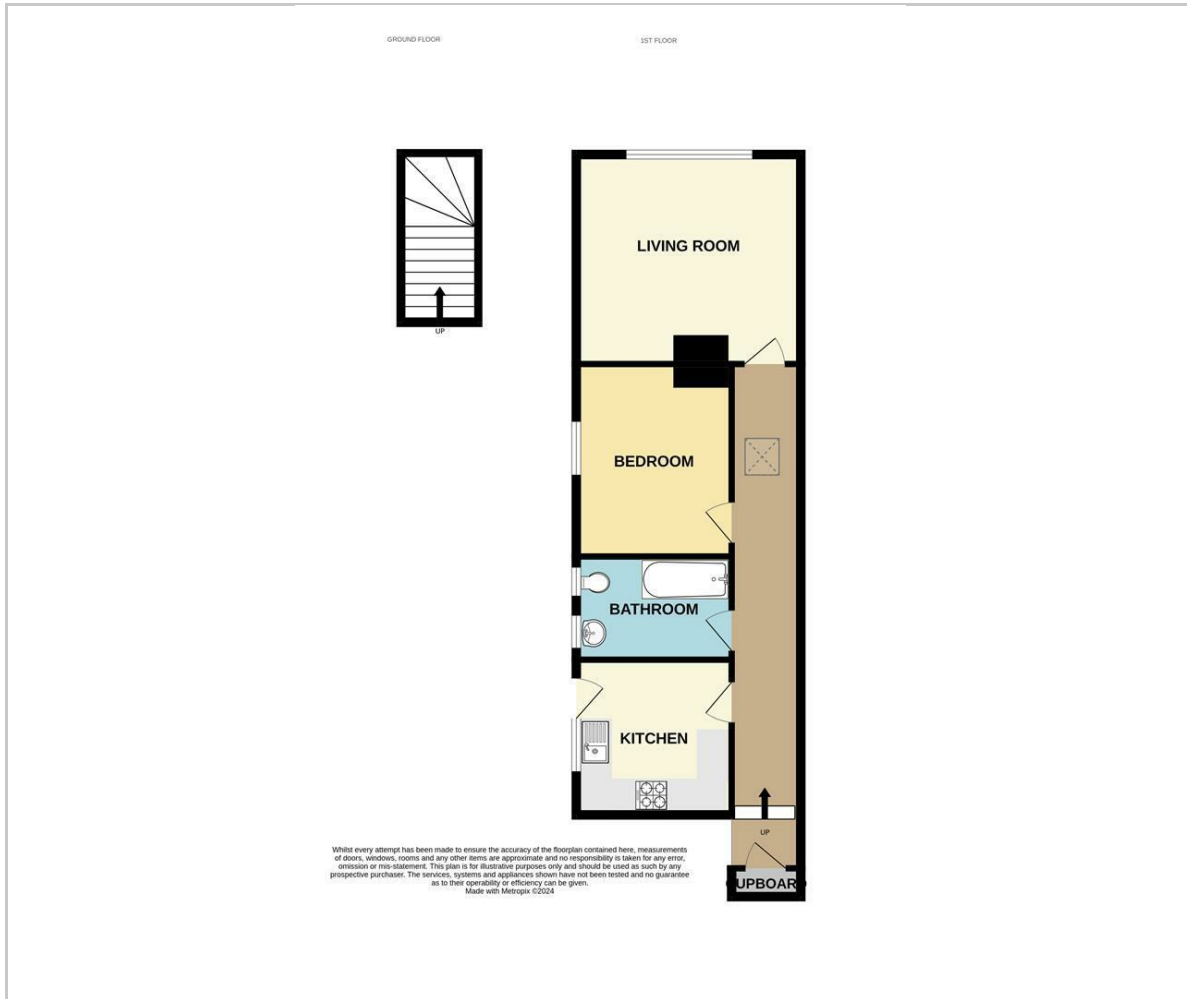 GROUND FLOOR
1ST FLOOR
LIVING ROOM
UP
BEDROOM
BATHROOM
KITCHEN
UP
CUPBOARD
Whilst every attempt has been made to ensure the accuracy of the floorplan contained here, measurements
of doors, windows, rooms and any other items are approximate and no responsibility is taken for any error,
omission or mis-statement. This plan is for illustrative purposes only and should be used as such by any
prospective purchaser. The services, systems and appliances shown have not been tested and no guarantee
as to their operability or efficiency can be given.
Made with Metropix ©2024